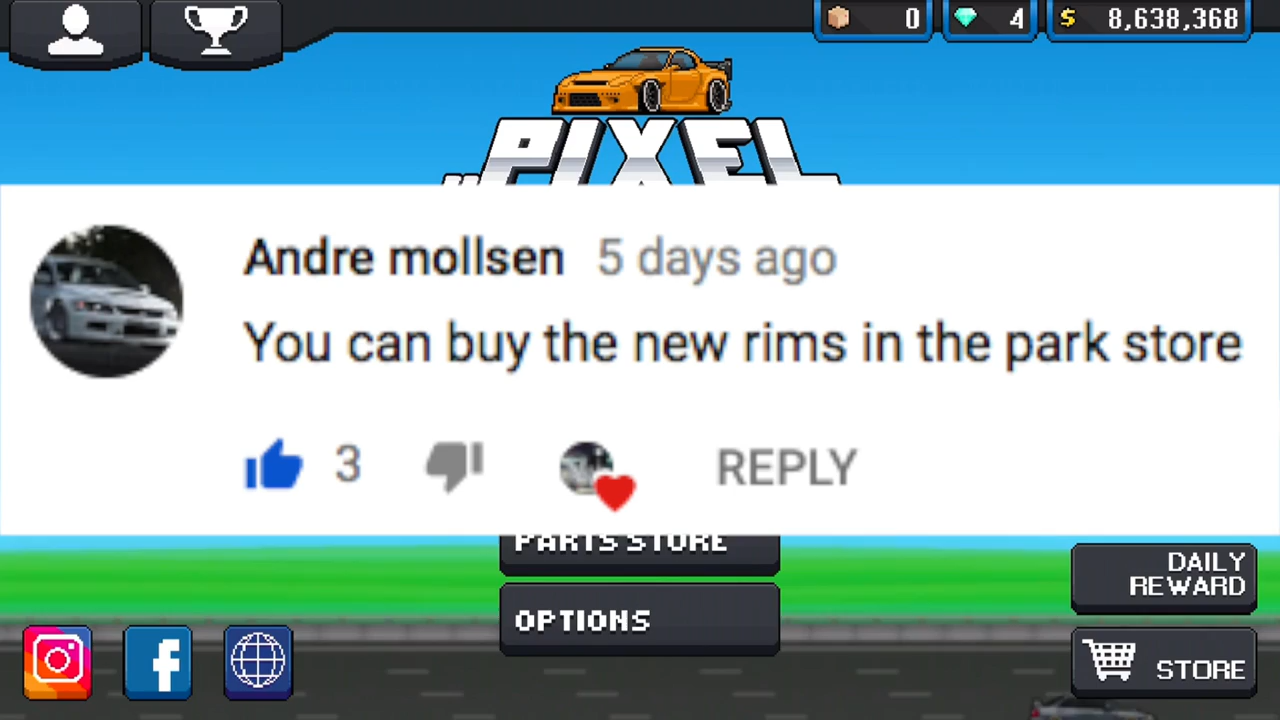 0 4 $ 8,638,368
PIXEL
Andre mollsen 5 days ago
You can buy the new rims in the park store
3 REPLY
PARTS STORE
OPTIONS
DAILY
REWARD
STORE